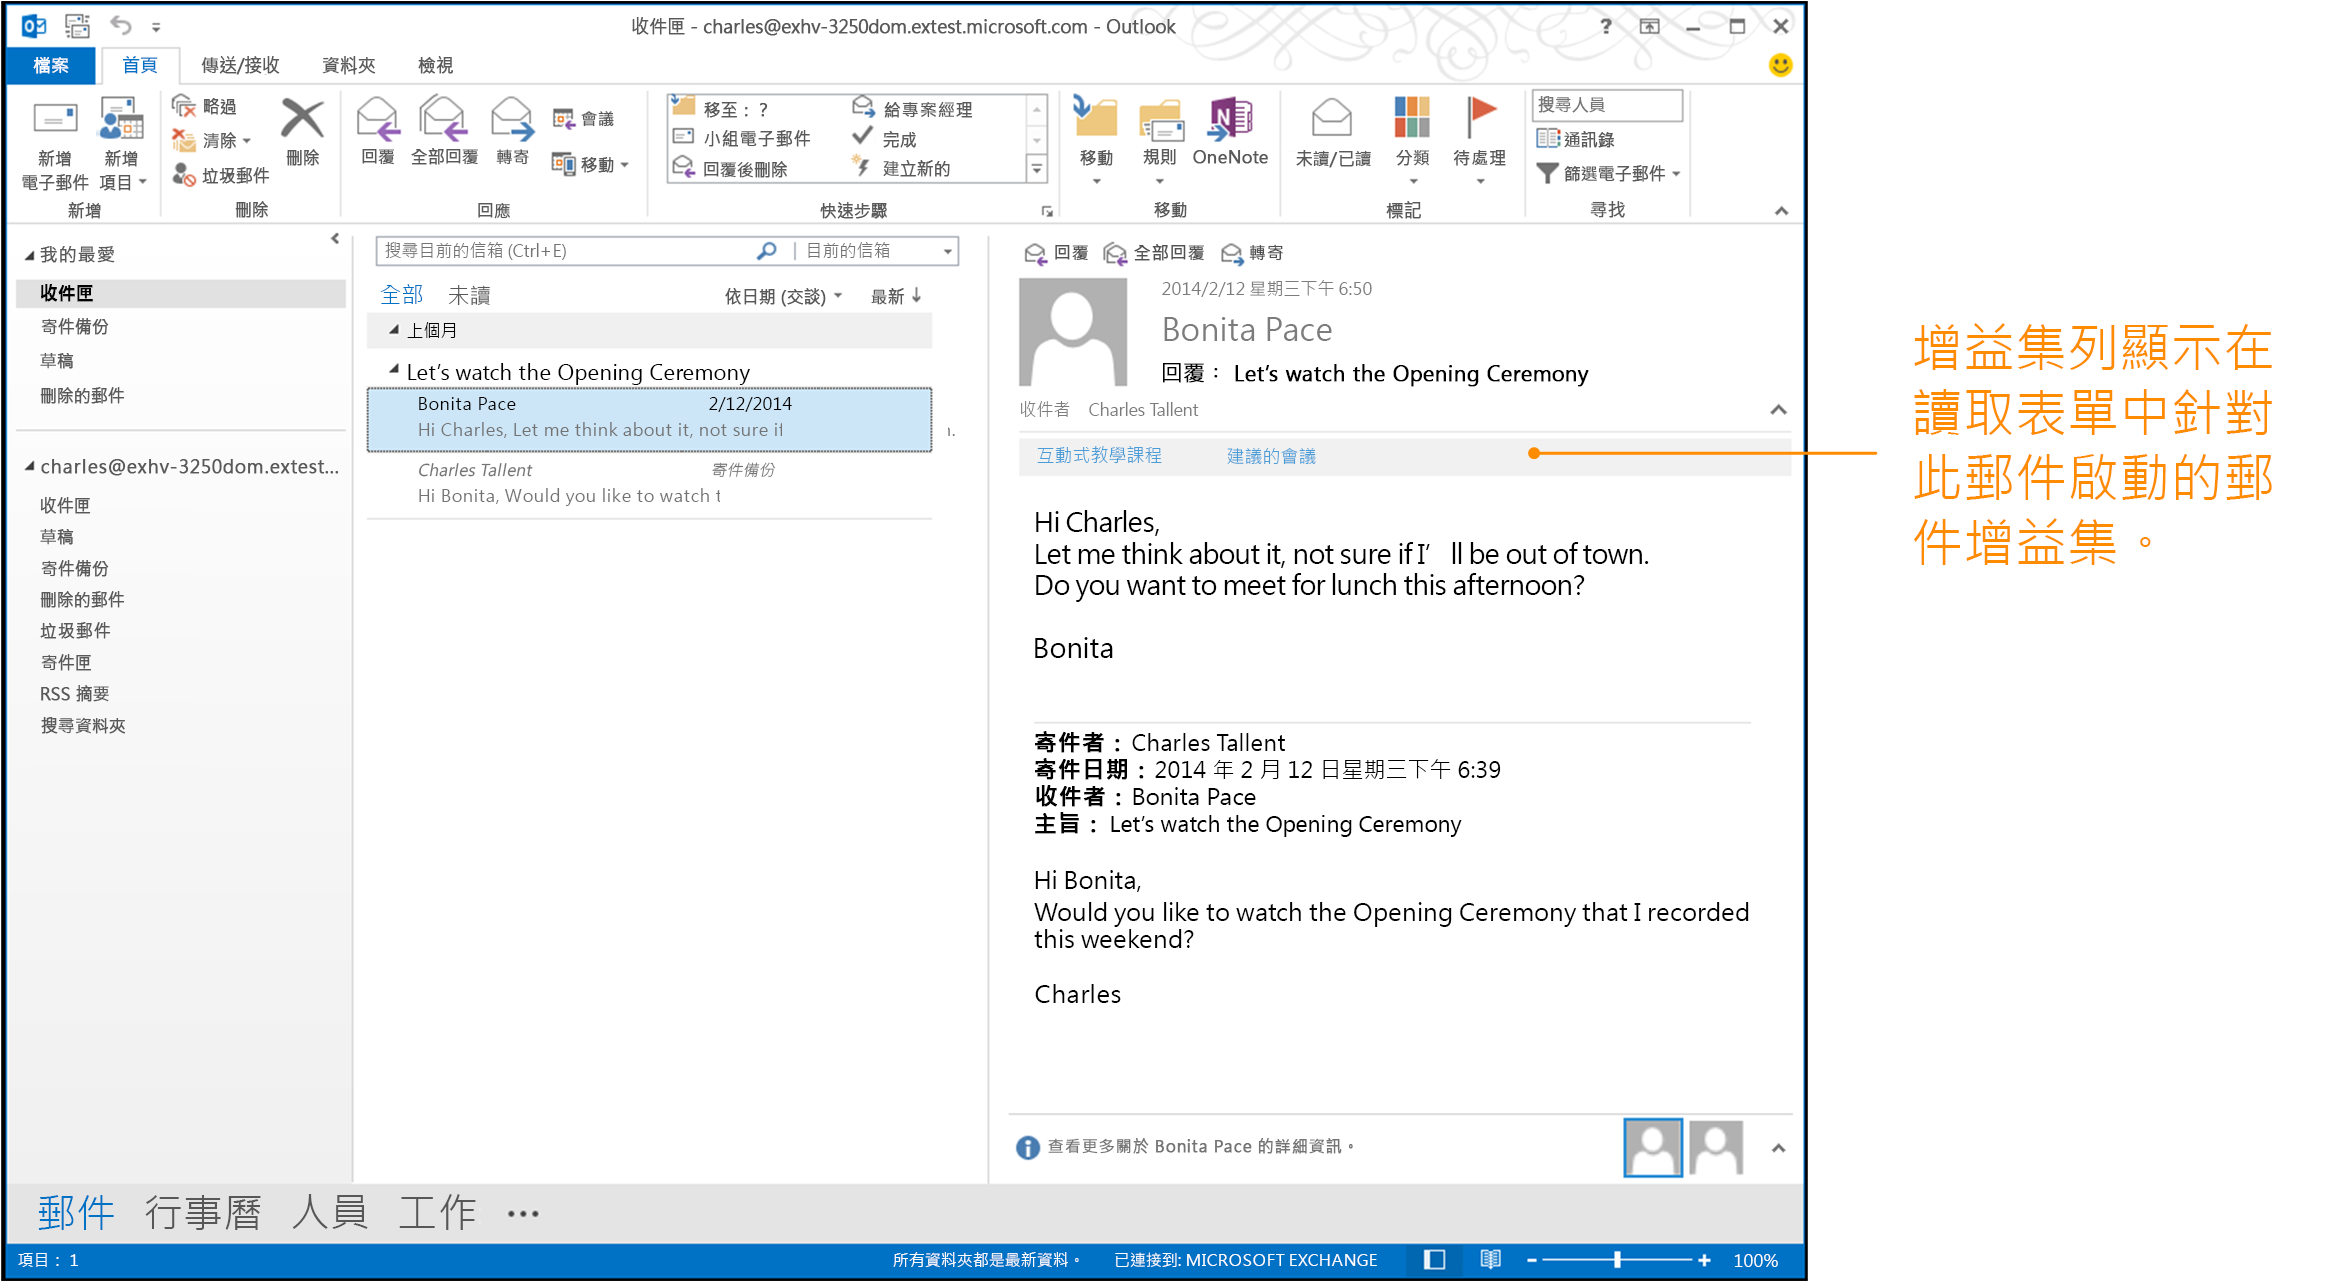 收件匣 - charles@exhv-3250dom.extest.microsoft.com - Outlook
檔案 首頁 傳送/接收 資料夾 檢視
新增
電子郵件
新增
項目
新增
略過
清除
垃圾郵件
刪除
刪除
回覆
全部回覆
轉寄
會議
移動
回應
移至：?
小組電子郵件
回覆後刪除
給專案經理
完成
建立新的
快速步驟
移動
規則
OneNote
移動
未讀/已讀
分類
待處理
標記
搜尋人員
通訊錄
篩選電子郵件
尋找
我的最愛
收件匣
寄件備份
草稿
刪除的郵件
charles@exhv-3250dom.extest...
收件匣
草稿
寄件備份
刪除的郵件
垃圾郵件
寄件匣
RSS 摘要
搜尋資料夾
搜尋目前的信箱 (Ctrl+E) 目前的信箱
全部 未讀 依日期 (交談) 最新
上個月
Let’s watch the Opening Ceremony
Bonita Pace 2/12/2014
Hi Charles, Let me think about it, not sure if
Charles Tallent 寄件備份
Hi Bonita, Would you like to watch t
回覆 全部回覆 轉寄
2014/2/12 星期三下午 6:50
Bonita Pace
回覆： Let’s watch the Opening Ceremony
收件者 Charles Tallent
互動式教學課程 建議的會議
Hi Charles,
Let me think about it, not sure if I’ll be out of town.
Do you want to meet for lunch this afternoon?
Bonita
寄件者：Charles Tallent
寄件日期：2014 年 2 月 12 日星期三下午 6:39
收件者：Bonita Pace
主旨： Let’s watch the Opening Ceremony
Hi Bonita,
Would you like to watch the Opening Ceremony that I recorded
this weekend?
Charles
查看更多關於 Bonita Pace 的詳細資訊。
增益集列顯示在
讀取表單中針對
此郵件啟動的郵
件增益集。
郵件 行事曆 人員 工作 •••
項目：1 所有資料夾都是最新資料。 已連接到: MICROSOFT EXCHANGE 100%